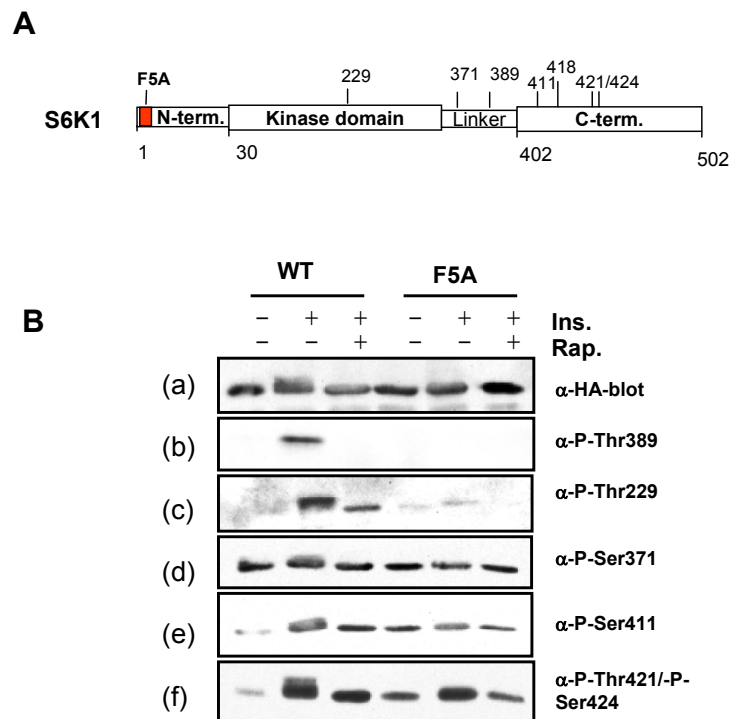 A
F5A
229
371
389
411
418
421/424
S6K1
N-term.
Kinase domain
Linker
C-term.
1
30
402
502
B
WT
F5A
− + + − + + Ins.
− − + − − + Rap.
(a) α-HA-blot
(b) α-P-Thr389
(c) α-P-Thr229
(d) α-P-Ser371
(e) α-P-Ser411
(f) α-P-Thr421/-P-
Ser424